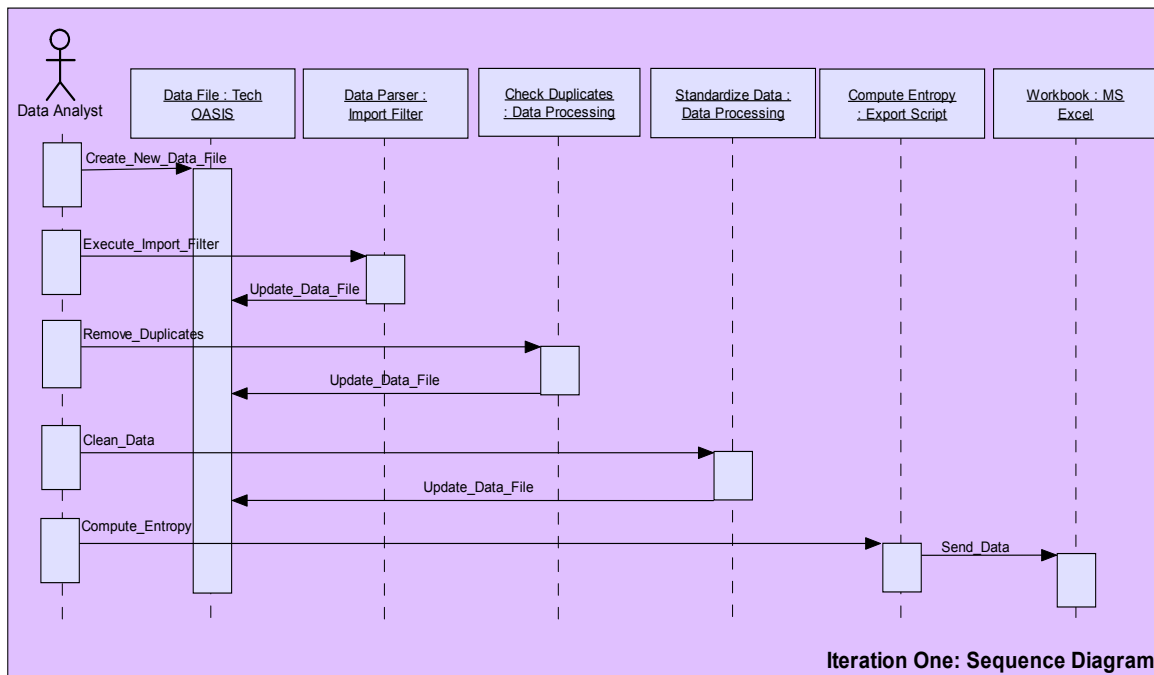 Data Analyst
Data File : Tech
OASIS
Data Parser :
Import Filter
Check Duplicates
: Data Processing
Standardize Data :
Data Processing
Compute Entropy
: Export Script
Workbook : MS
Excel
Create_New_Data_File
Execute_Import_Filter
Update_Data_File
Remove_Duplicates
Update_Data_File
Clean_Data
Update_Data_File
Compute_Entropy
Send_Data
Iteration One: Sequence Diagram